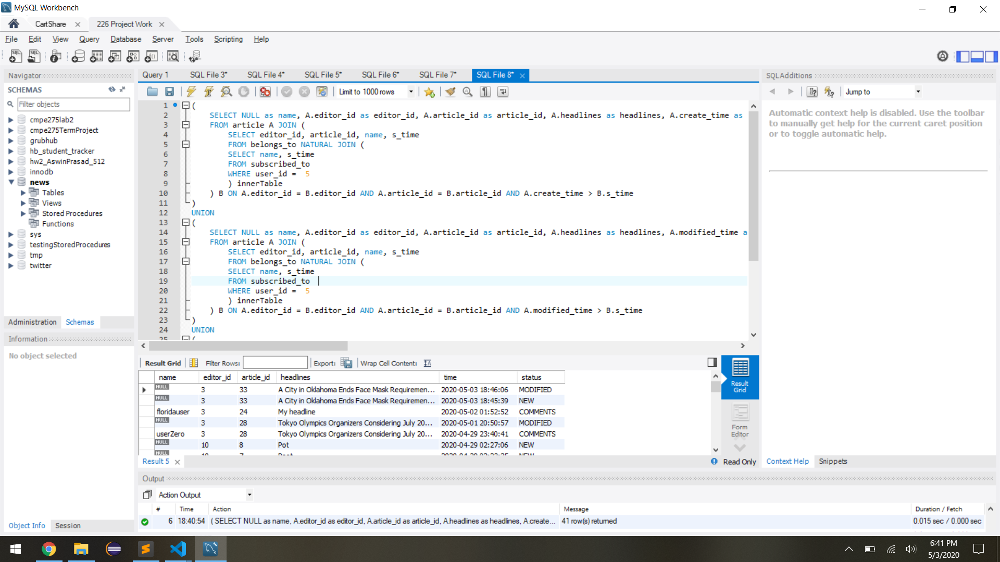 MySQL Workbench
CartShare
226 Project Work
File Edit View Query Database Server Tools Scripting Help
Navigator
SCHEMAS
Filter objects
cmpe275lab2
cmpe275TermProject
grubhub
hb_student_tracker
hw2_AswinPrasad_512
innodb
news
Tables
Views
Stored Procedures
Functions
sys
testingStoredProcedures
tmp
twitter
Administration Schemas
Information
No object selected
Object Info Session
Query 1 SQL File 3* SQL File 4* SQL File 5* SQL File 6* SQL File 7* SQL File 8*
Limit to 1000 rows
1 (
2 SELECT NULL as name, A.editor_id as editor_id, A.article_id as article_id, A.headlines as headlines, A.create_time as
3 FROM article A JOIN (
4 SELECT editor_id, article_id, name, s_time
5 FROM belongs_to NATURAL JOIN (
6 SELECT name, s_time
7 FROM subscribed_to
8 WHERE user_id = 5
9 ) innerTable
10 ) B ON A.editor_id = B.editor_id AND A.article_id = B.article_id AND A.create_time > B.s_time
11 )
12 UNION
13 (
14 SELECT NULL as name, A.editor_id as editor_id, A.article_id as article_id, A.headlines as headlines, A.modified_time a
15 FROM article A JOIN (
16 SELECT editor_id, article_id, name, s_time
17 FROM belongs_to NATURAL JOIN (
18 SELECT name, s_time
19 FROM subscribed_to
20 WHERE user_id = 5
21 ) innerTable
22 ) B ON A.editor_id = B.editor_id AND A.article_id = B.article_id AND A.modified_time > B.s_time
23 )
24 UNION
25 (
Result Grid Filter Rows: Export: Wrap Cell Content:
name editor_id article_id headlines time status
NULL 3 33 A City in Oklahoma Ends Face Mask Requiremen... 2020-05-03 18:46:06 MODIFIED
NULL 3 33 A City in Oklahoma Ends Face Mask Requiremen... 2020-05-03 18:45:39 NEW
floridauser 3 24 My headline 2020-05-02 01:52:52 COMMENTS
NULL 3 28 Tokyo Olympics Organizers Considering July 20... 2020-05-01 20:50:57 MODIFIED
userZero 3 28 Tokyo Olympics Organizers Considering July 20... 2020-04-29 23:40:41 COMMENTS
NULL 10 8 Pot 2020-04-29 02:27:06 NEW
NULL
Result Grid
Form Editor
Result 5
Read Only
SQLAdditions
Jump to
Automatic context help is disabled. Use the toolbar
to manually get help for the current caret position
or to toggle automatic help.
Context Help Snippets
Output
Action Output
# Time Action Message Duration / Fetch
6 18:40:54 ( SELECT NULL as name, A.editor_id as editor_id, A.article_id as article_id, A.headlines as headlines, A.create... 41 row(s) returned 0.015 sec / 0.000 sec
6:41 PM
5/3/2020